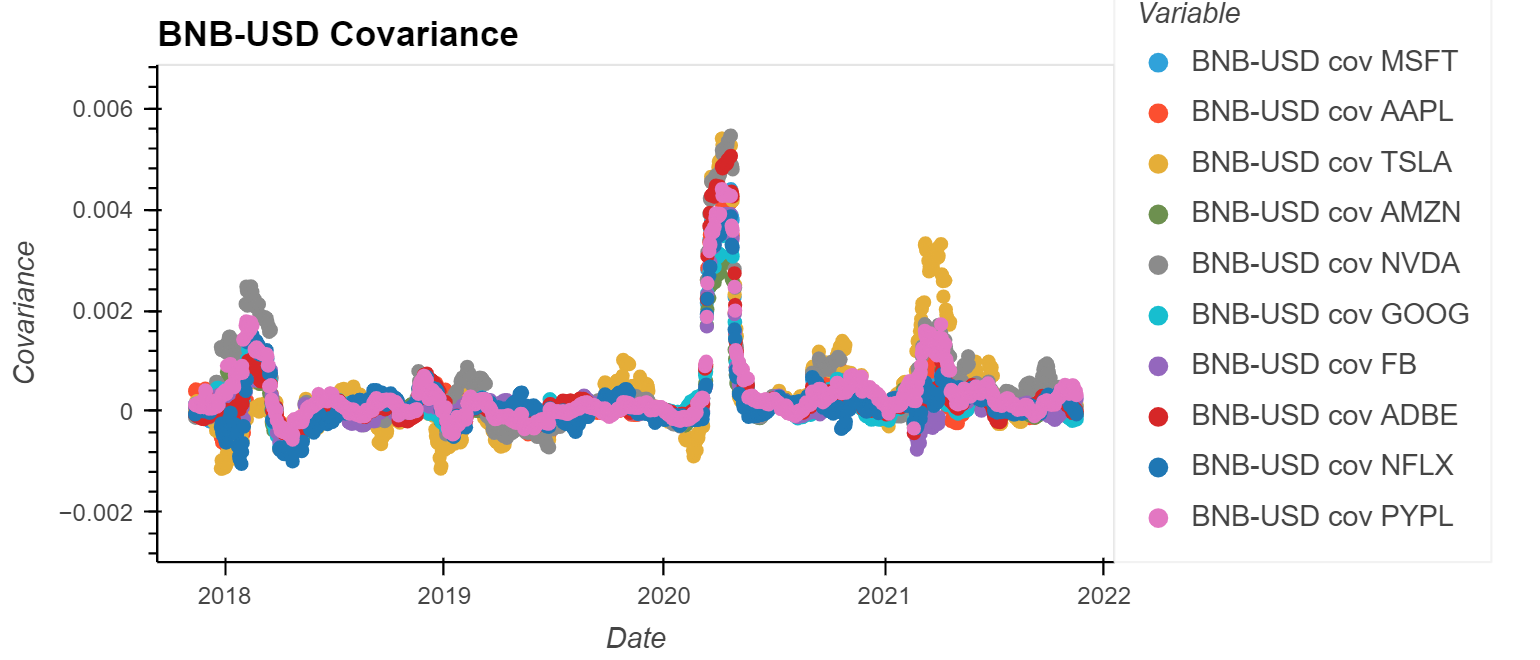 BNB-USD Covariance
Variable
BNB-USD cov MSFT
BNB-USD cov AAPL
BNB-USD cov TSLA
BNB-USD cov AMZN
BNB-USD cov NVDA
BNB-USD cov GOOG
BNB-USD cov FB
BNB-USD cov ADBE
BNB-USD cov NFLX
BNB-USD cov PYPL
Covariance
0.006
0.004
0.002
0
−0.002
2018 2019 2020 2021 2022
Date